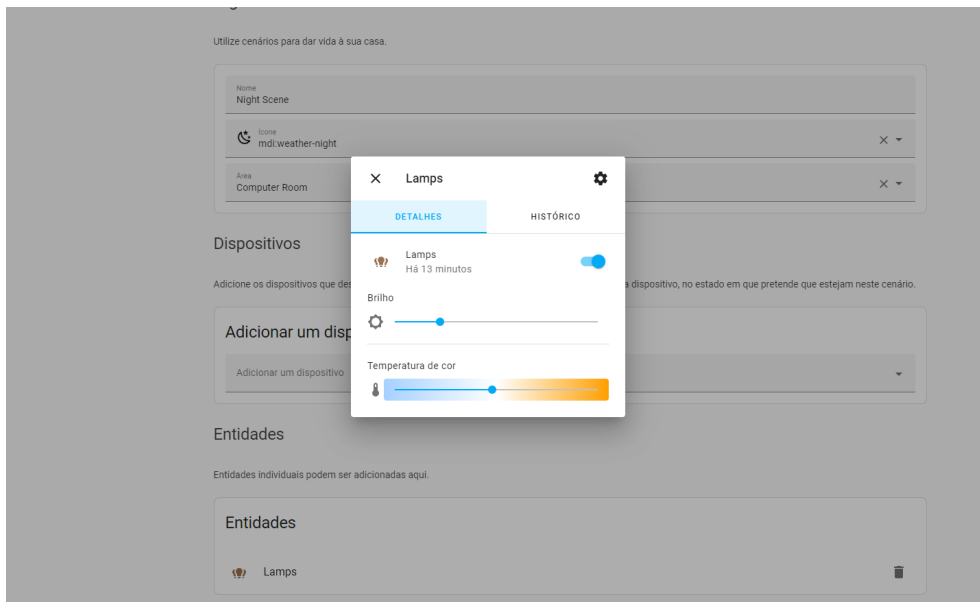 Utilize cenários para dar vida à sua casa.
Nome
Night Scene
Ícone
mdi:weather-night
Área
Computer Room
Lamps
DETALHES
HISTÓRICO
Lamps
Há 13 minutos
Brilho
Temperatura de cor
Dispositivos
Adicione os dispositivos que
dispositivo, no estado em que pretende que estejam neste cenário.
Adicionar um
Adicionar um dispositivo
Entidades
Entidades individuais podem ser adicionadas aqui.
Entidades
Lamps